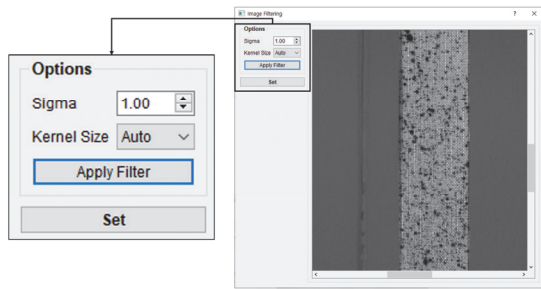 Image Filtering
? ×
Options
Sigma 1.00
Kernel Size Auto
Apply Filter
Set
Options
Sigma 1.00
Kernel Size Auto
Apply Filter
Set